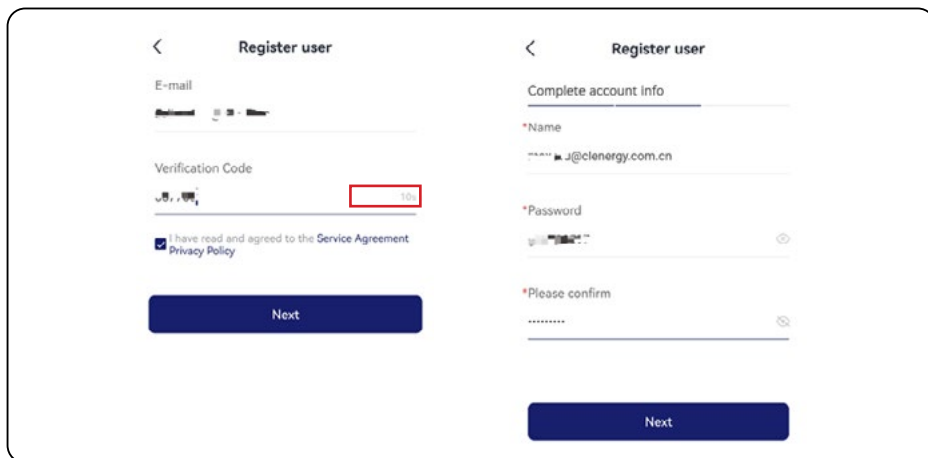 Register user
E-mail
Verification Code
10s
I have read and agreed to the Service Agreement
Privacy Policy
Next
Register user
Complete account info
*Name
@clenergy.com.cn
*Password
*Please confirm
·········
Next